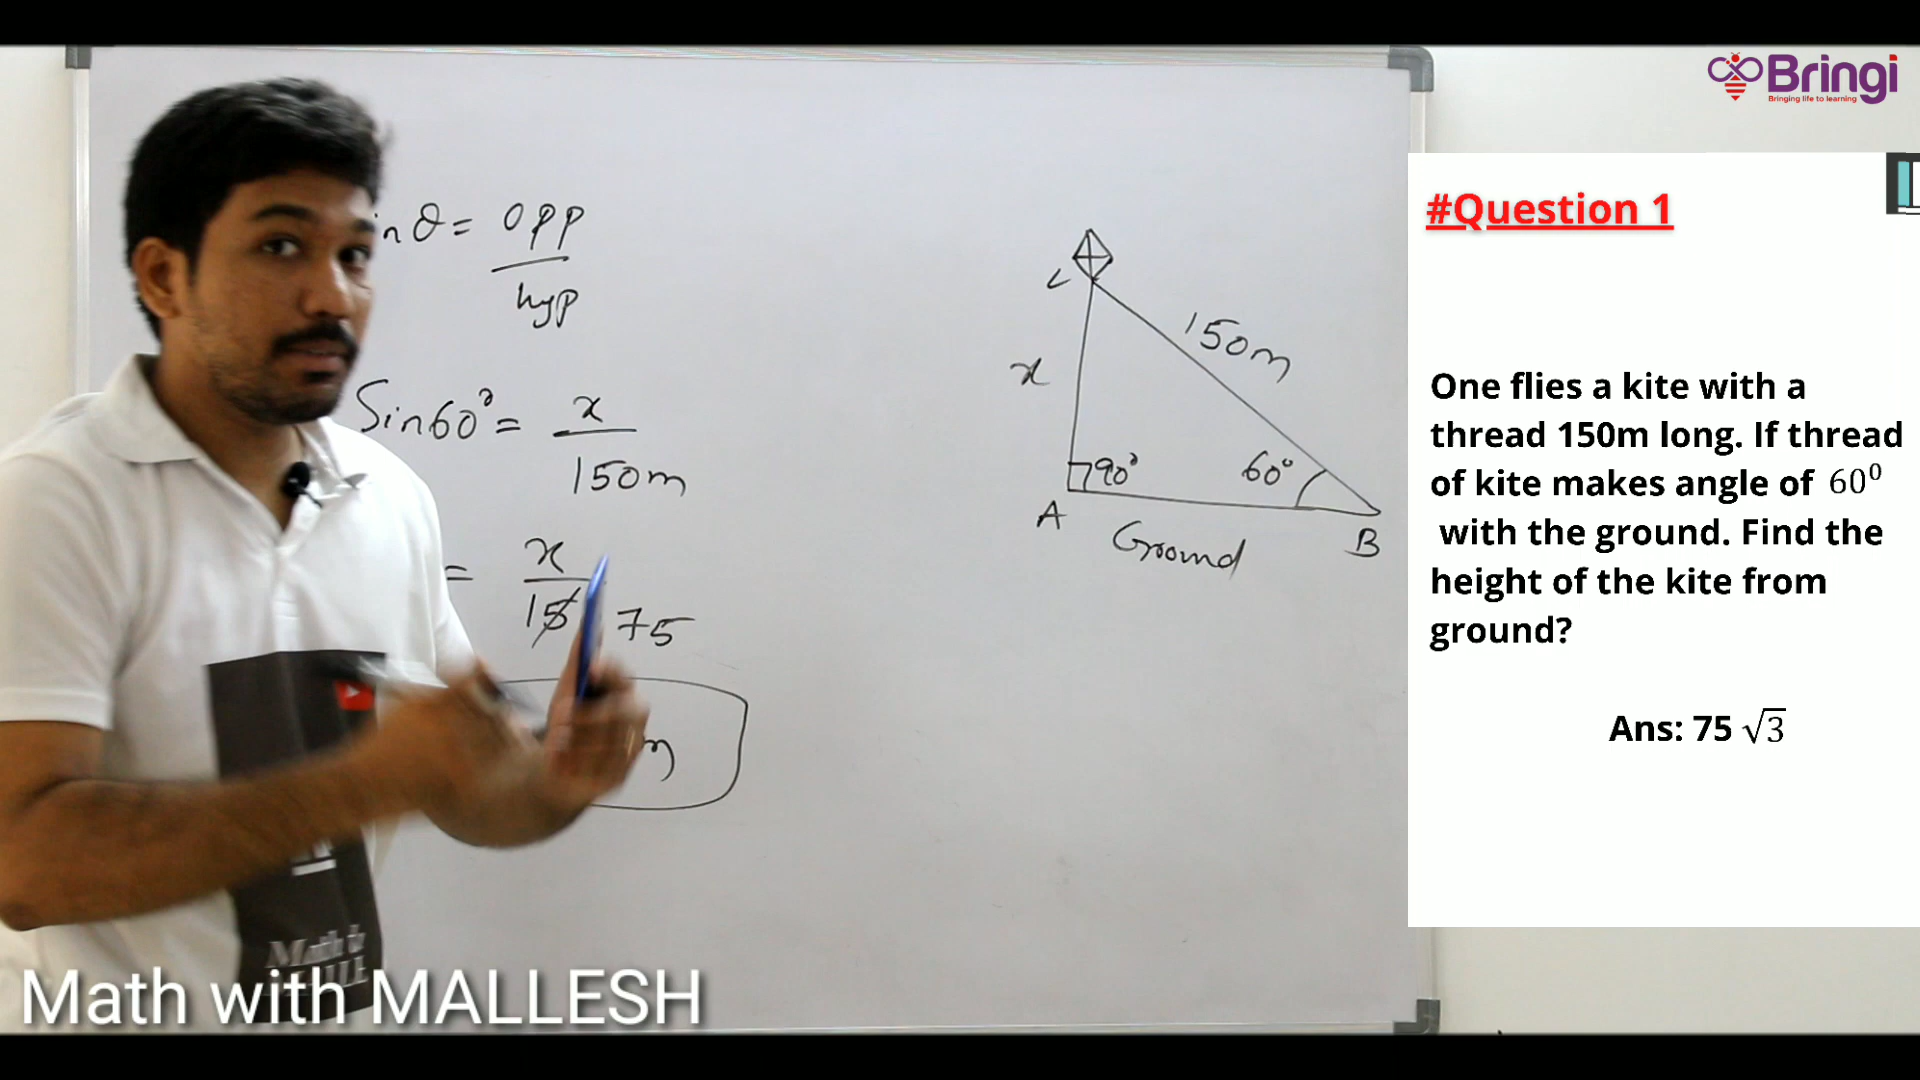 Bringi
Bringing life to learning
#Question 1
One flies a kite with a
thread 150m long. If thread
of kite makes angle of 60⁰
with the ground. Find the
height of the kite from
ground?
Ans: 75 √3
θ = opp
hyp
Sin60° = x
150m
= x
75
m
C
x
150m
90°
60°
A
B
Ground
Math with MALLESH